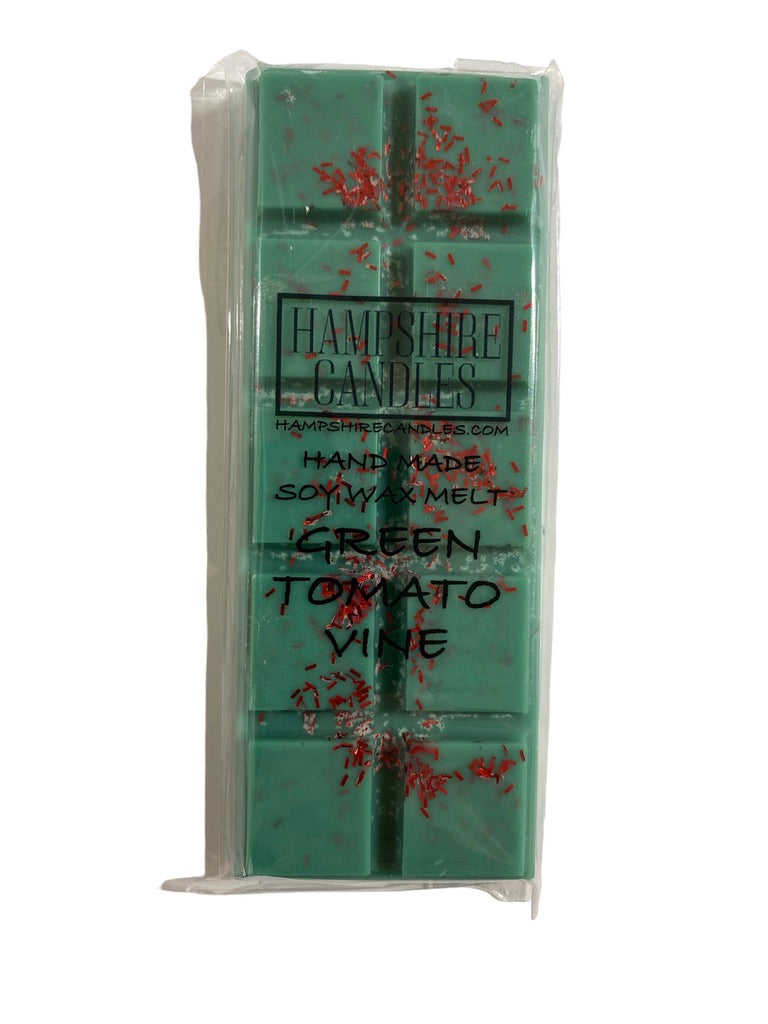 HAMPSHIRE
CANDLES
HAMPSHIRECANDLES.COM
HAND MADE
SOY WAX MELT
GREEN
TOMATO
VINE